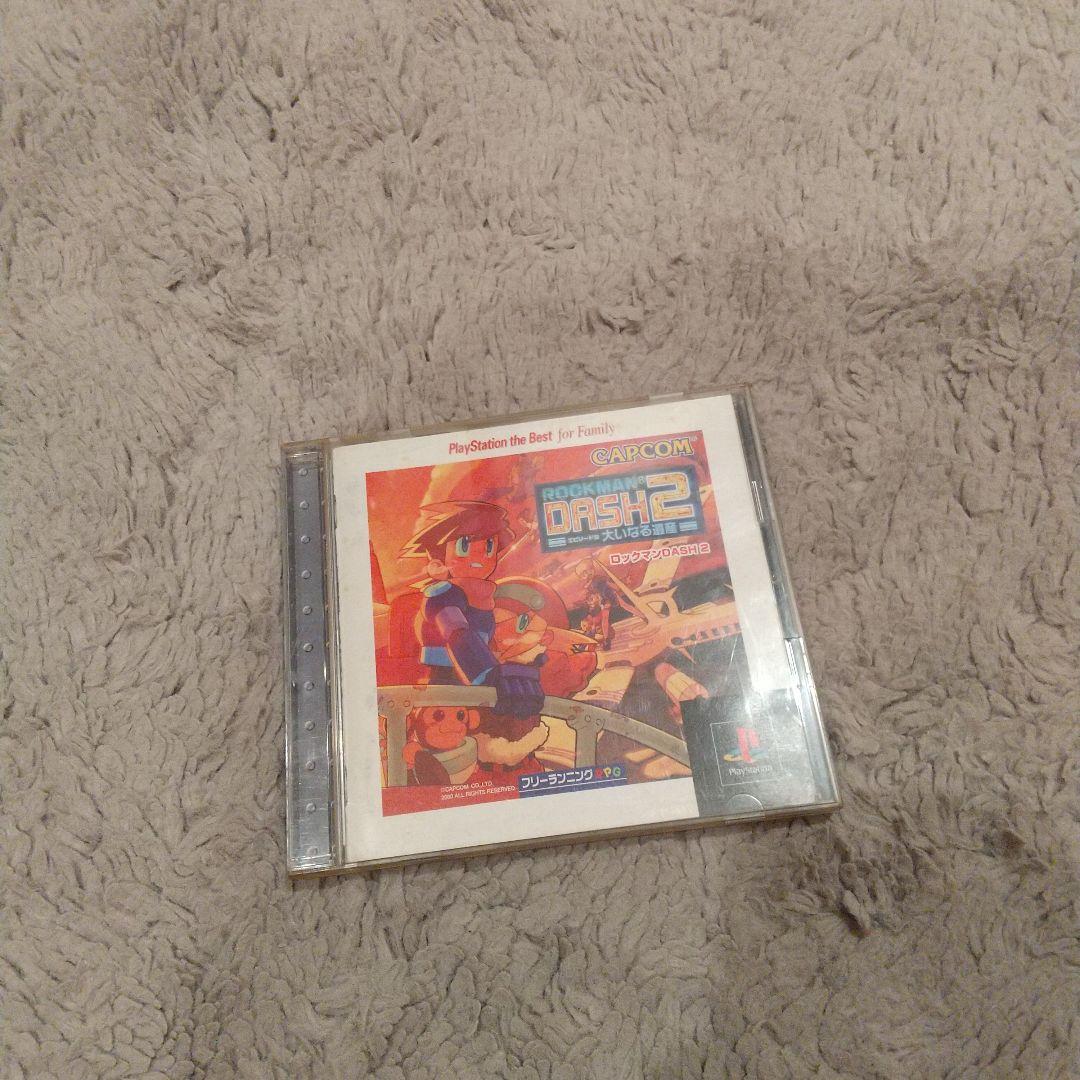 PlayStation the Best for Family
CAPCOM
ROCKMAN®
DASH2
エピソード2 大いなる遺産
ロックマンDASH 2
©CAPCOM CO.,LTD.
2000 ALL RIGHTS RESERVED.
フリーランニングRPG
PlayStation